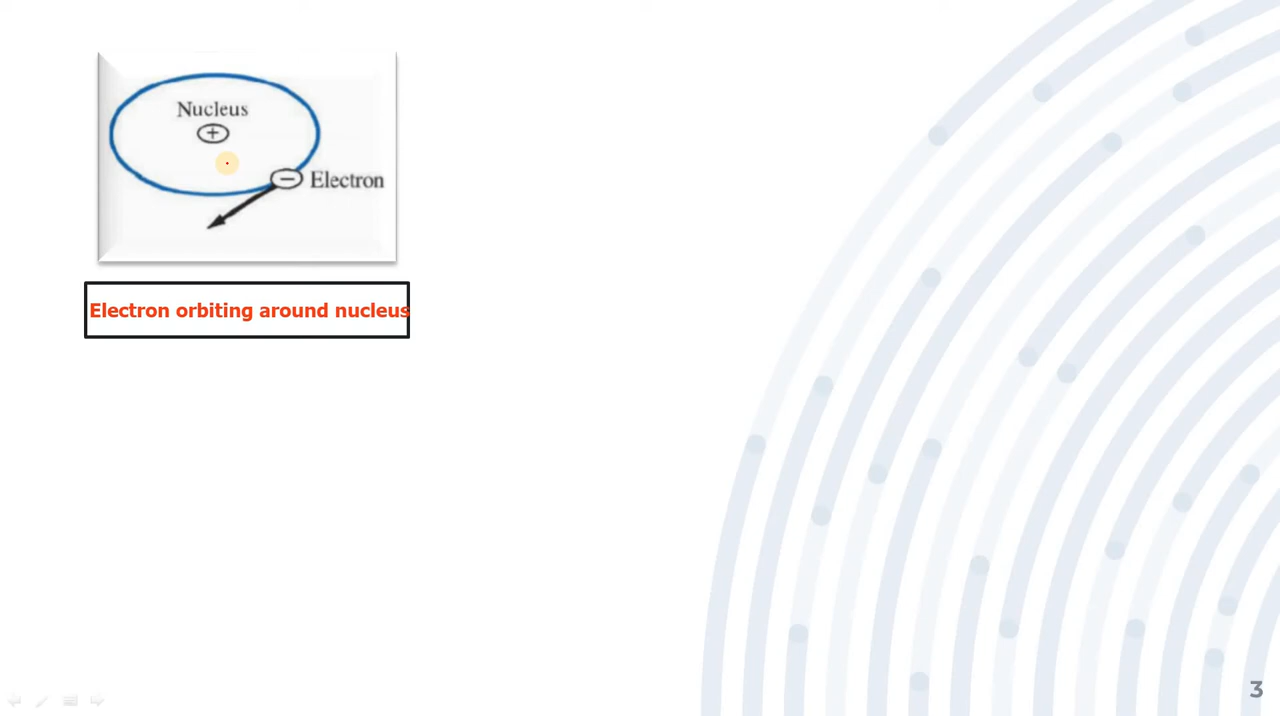 Nucleus
+
−
Electron
Electron orbiting around nucleus
3